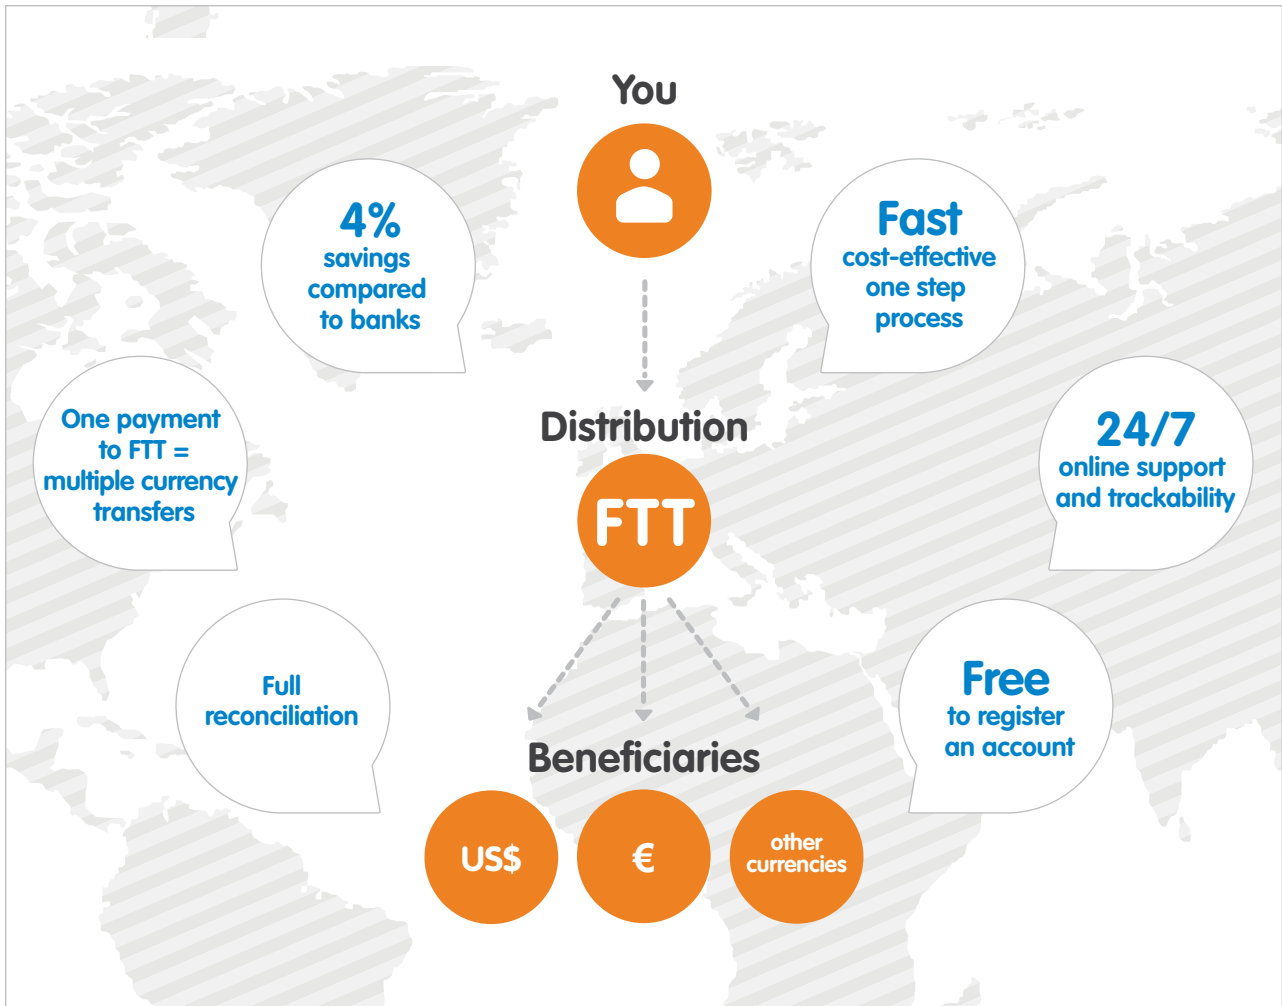 You
4%
savings
compared
to banks
Fast
cost-effective
one step
process
One payment
to FTT =
multiple currency
transfers
Distribution
FTT
24/7
online support
and trackability
Full
reconciliation
Free
to register
an account
Beneficiaries
US$
€
other
currencies